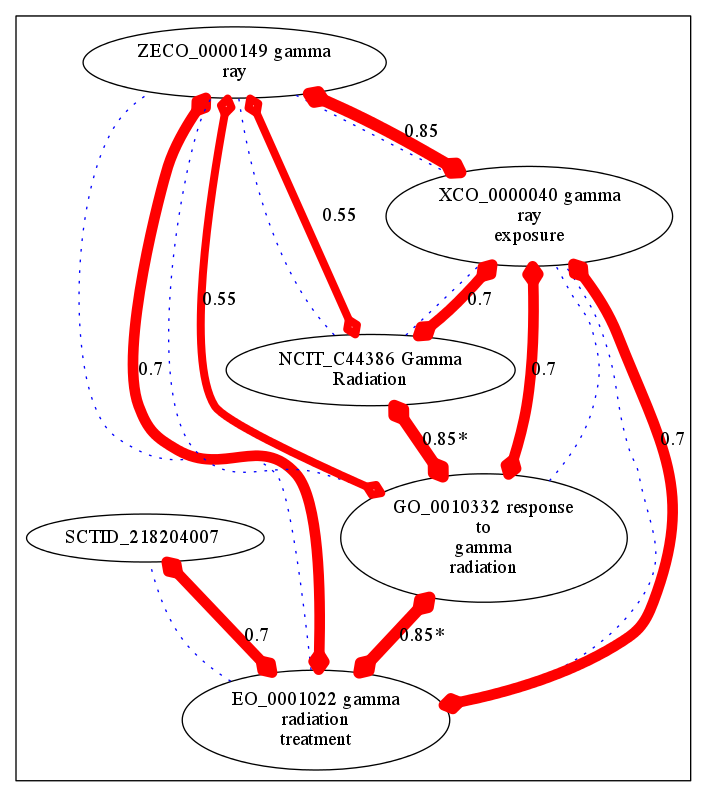 ZECO_0000149 gamma
ray
0.85
XCO_0000040 gamma
ray
exposure
0.55
0.55
0.7
NCIT_C44386 Gamma
Radiation
0.7
0.7
0.85*
0.7
GO_0010332 response
to
gamma
radiation
SCTID_218204007
0.7
0.85*
EO_0001022 gamma
radiation
treatment